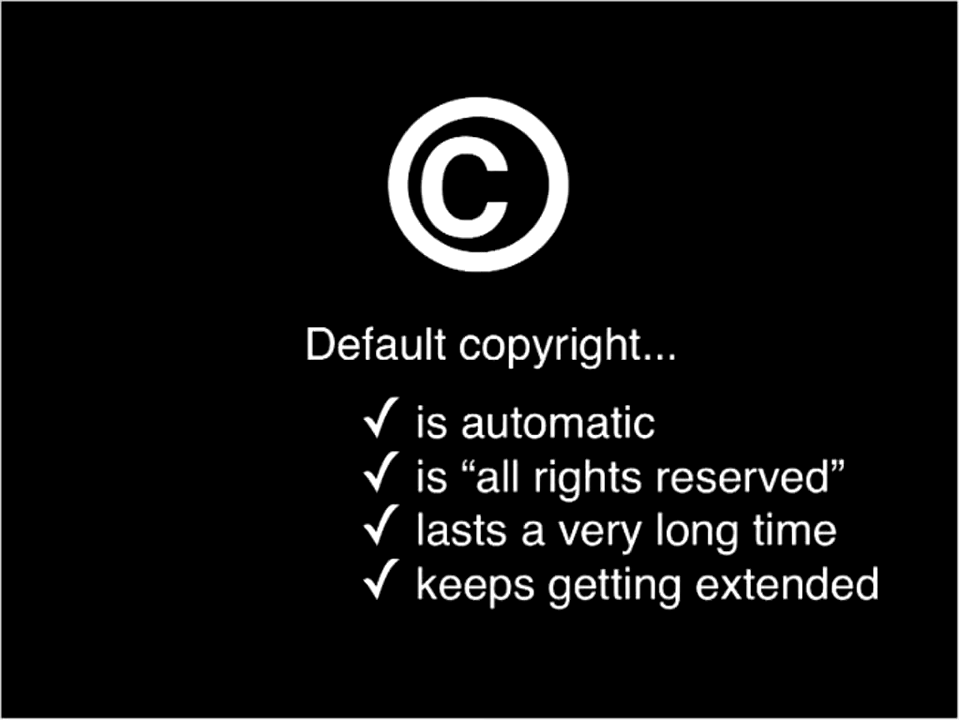 ©
Default copyright...
✓ is automatic
✓ is “all rights reserved”
✓ lasts a very long time
✓ keeps getting extended